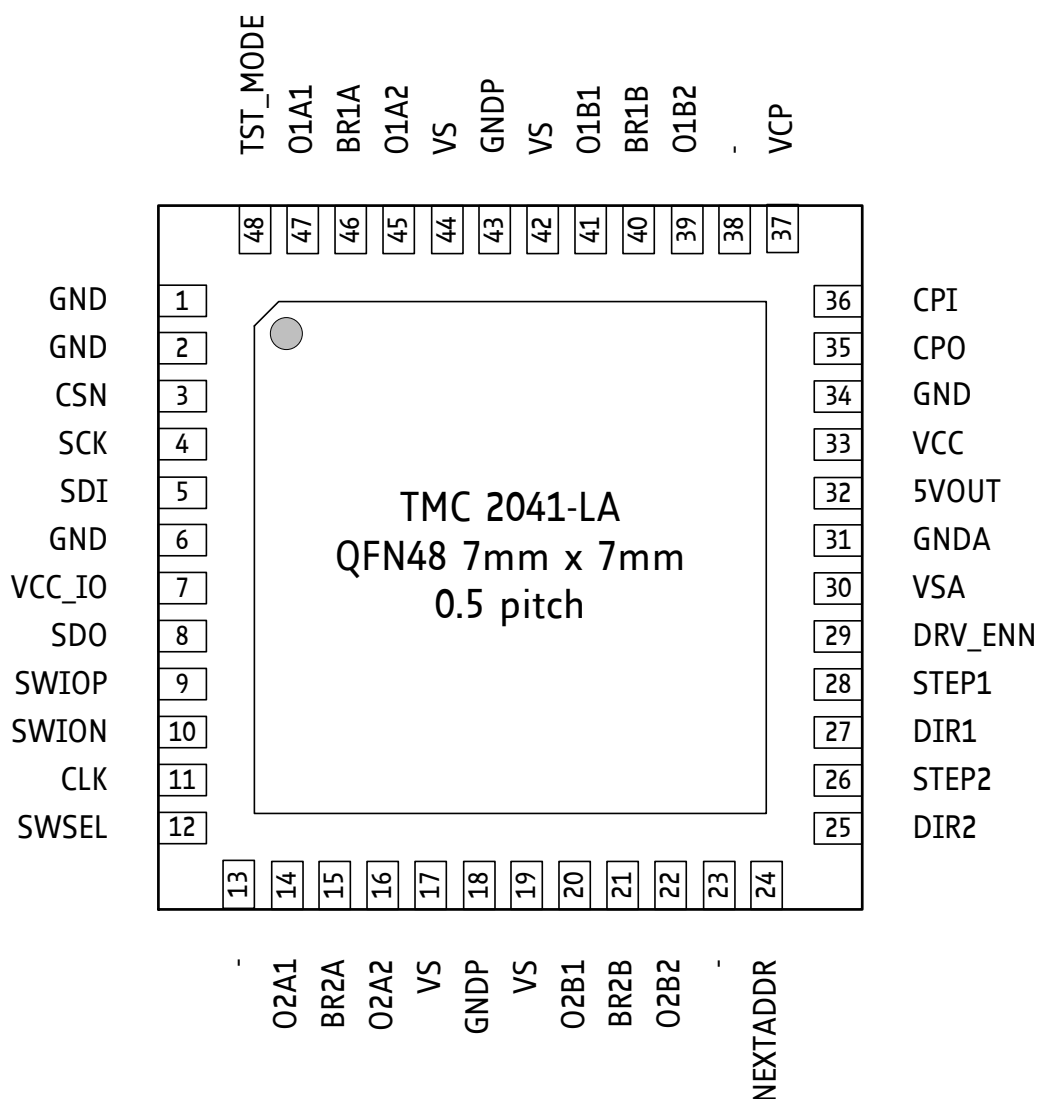 TST_MODE
O1A1
BR1A
O1A2
VS
GNDP
VS
O1B1
BR1B
O1B2
-
VCP
48
47
46
45
44
43
42
41
40
39
38
37
GND 1
GND 2
CSN 3
SCK 4
SDI 5
GND 6
VCC_IO 7
SDO 8
SWIOP 9
SWION 10
CLK 11
SWSEL 12
TMC 2041-LA
QFN48 7mm x 7mm
0.5 pitch
36 CPI
35 CPO
34 GND
33 VCC
32 5VOUT
31 GNDA
30 VSA
29 DRV_ENN
28 STEP1
27 DIR1
26 STEP2
25 DIR2
13
14
15
16
17
18
19
20
21
22
23
24
-
O2A1
BR2A
O2A2
VS
GNDP
VS
O2B1
BR2B
O2B2
-
NEXTADDR